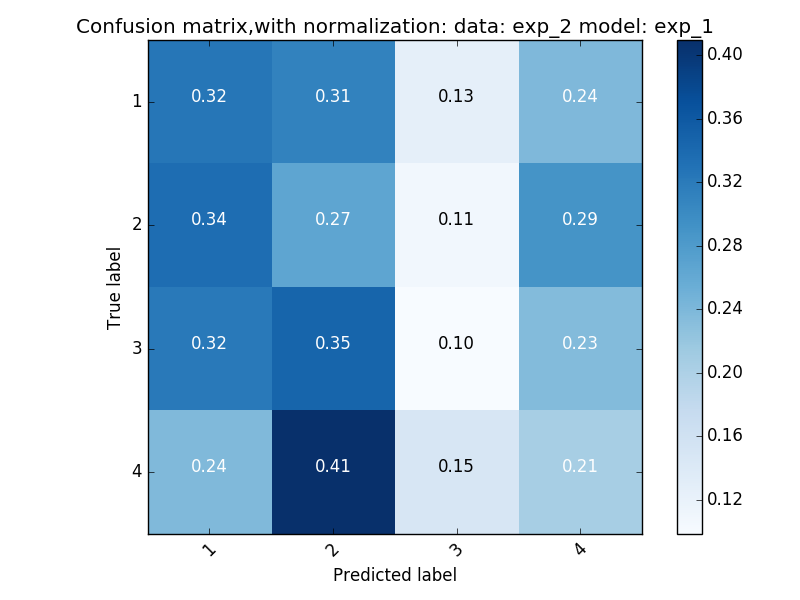 Confusion matrix,with normalization: data: exp_2 model: exp_1
1 0.32 0.31 0.13 0.24
2 0.34 0.27 0.11 0.29
3 0.32 0.35 0.10 0.23
4 0.24 0.41 0.15 0.21
1 2 3 4
True label
Predicted label
0.40
0.36
0.32
0.28
0.24
0.20
0.16
0.12